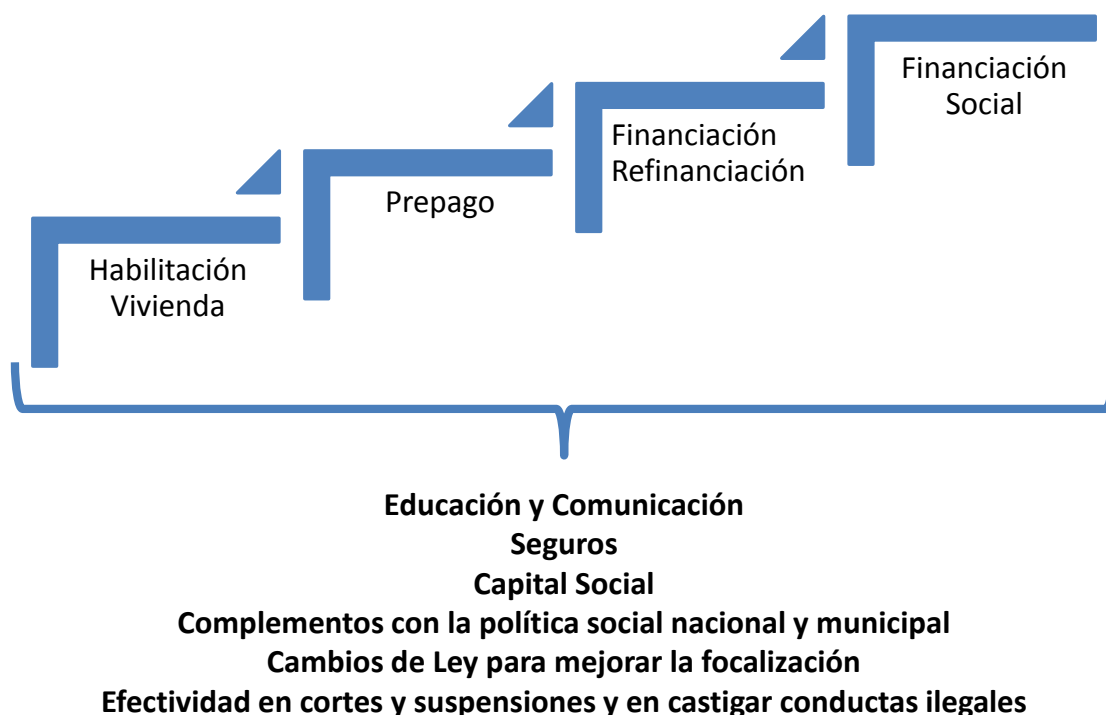 Financiación
Social
Financiación
Refinanciación
Prepago
Habilitación
Vivienda
Educación y Comunicación
Seguros
Capital Social
Complementos con la política social nacional y municipal
Cambios de Ley para mejorar la focalización
Efectividad en cortes y suspensiones y en castigar conductas ilegales